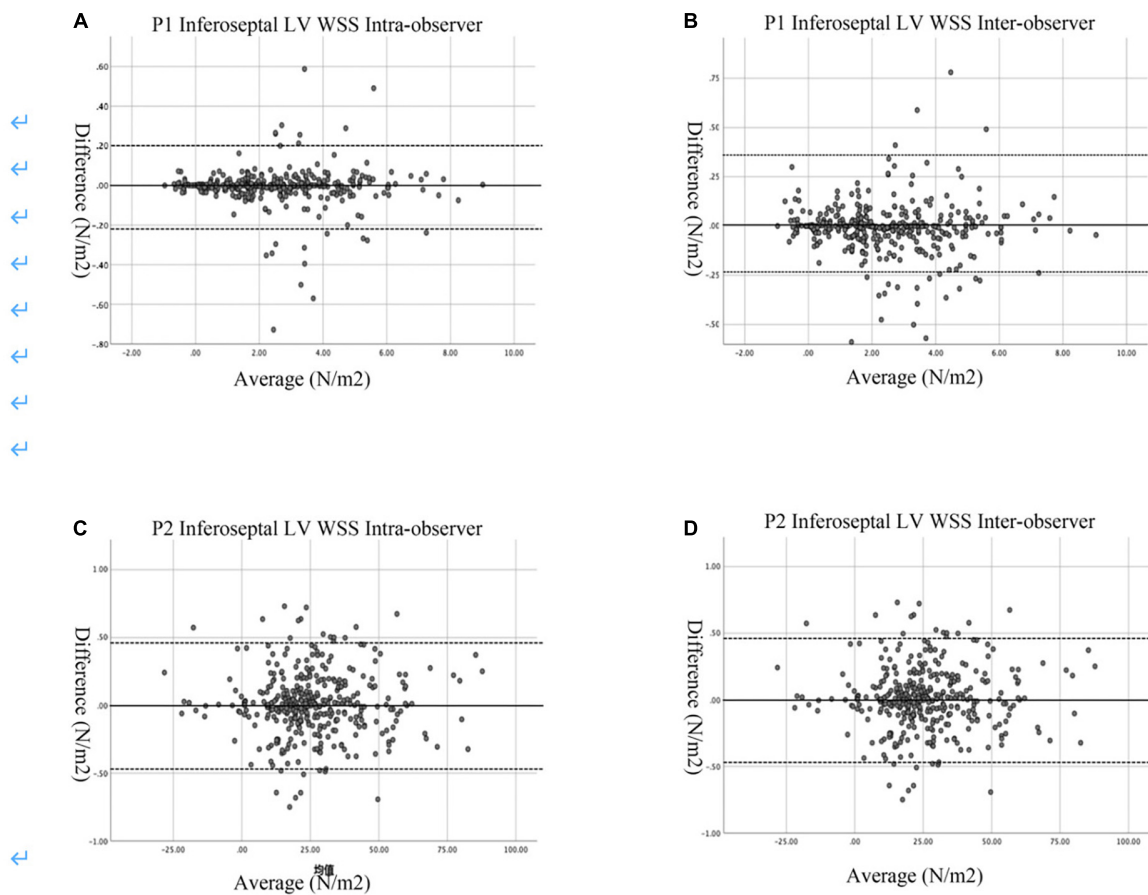 A
P1 Inferoseptal LV WSS Intra-observer
.60
.40
.20
.00
-.20
-.40
-.60
-.80
Difference (N/m2)
-2.00 .00 2.00 4.00 6.00 8.00 10.00
Average (N/m2)
B
P1 Inferoseptal LV WSS Inter-observer
.75
.50
.25
.00
-.25
-.50
Difference (N/m2)
-2.00 .00 2.00 4.00 6.00 8.00 10.00
Average (N/m2)
C
P2 Inferoseptal LV WSS Intra-observer
1.00
.50
.00
-.50
-1.00
Difference (N/m2)
-25.00 .00 25.00 50.00 75.00 100.00
均值
Average (N/m2)
D
P2 Inferoseptal LV WSS Inter-observer
1.00
.50
.00
-.50
-1.00
Difference (N/m2)
-25.00 .00 25.00 50.00 75.00 100.00
Average (N/m2)